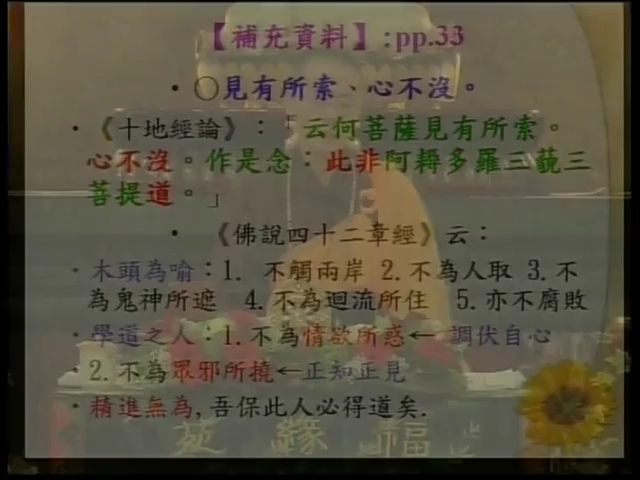 【補充資料】:pp.33
·○見有所索、心不沒。
·《十地經論》:「云何菩薩見有所索。
心不沒。作是念:此非阿耨多羅三藐三
菩提道。」
·《佛說四十二章經》云:
·木頭為喻:1. 不觸兩岸 2.不為人取 3.不
為鬼神所遮 4.不為迴流所住 5.亦不腐敗
·學道之人:1.不為情欲所惑← 調伏自心
·2.不為眾邪所撓←正知正見
·精進無為,吾保此人必得道矣.